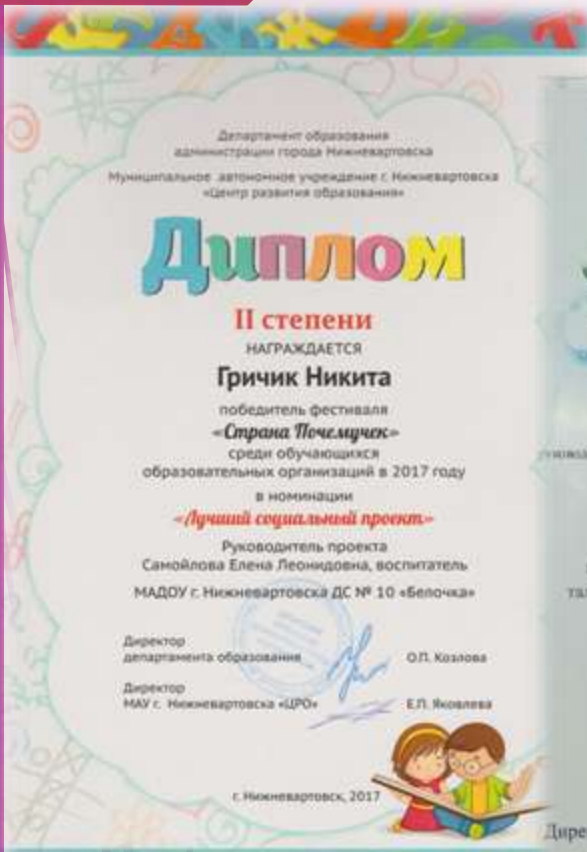 Департамент образования
администрации города Нижневартовска
Муниципальное автономное учреждение г. Нижневартовска
«Центр развития образования»
Диплом
II степени
НАГРАЖДАЕТСЯ
Гричик Никита
победитель фестиваля
«Страна Почемучек»
среди обучающихся
образовательных организаций в 2017 году
в номинации
«Лучший социальный проект»
Руководитель проекта
Самойлова Елена Леонидовна, воспитатель
МАДОУ г. Нижневартовска ДС № 10 «Белочка»
Директор
департамента образования О.П. Козлова
Директор
МАУ г. Нижневартовска «ЦРО» Е.П. Яковлева
г. Нижневартовск, 2017